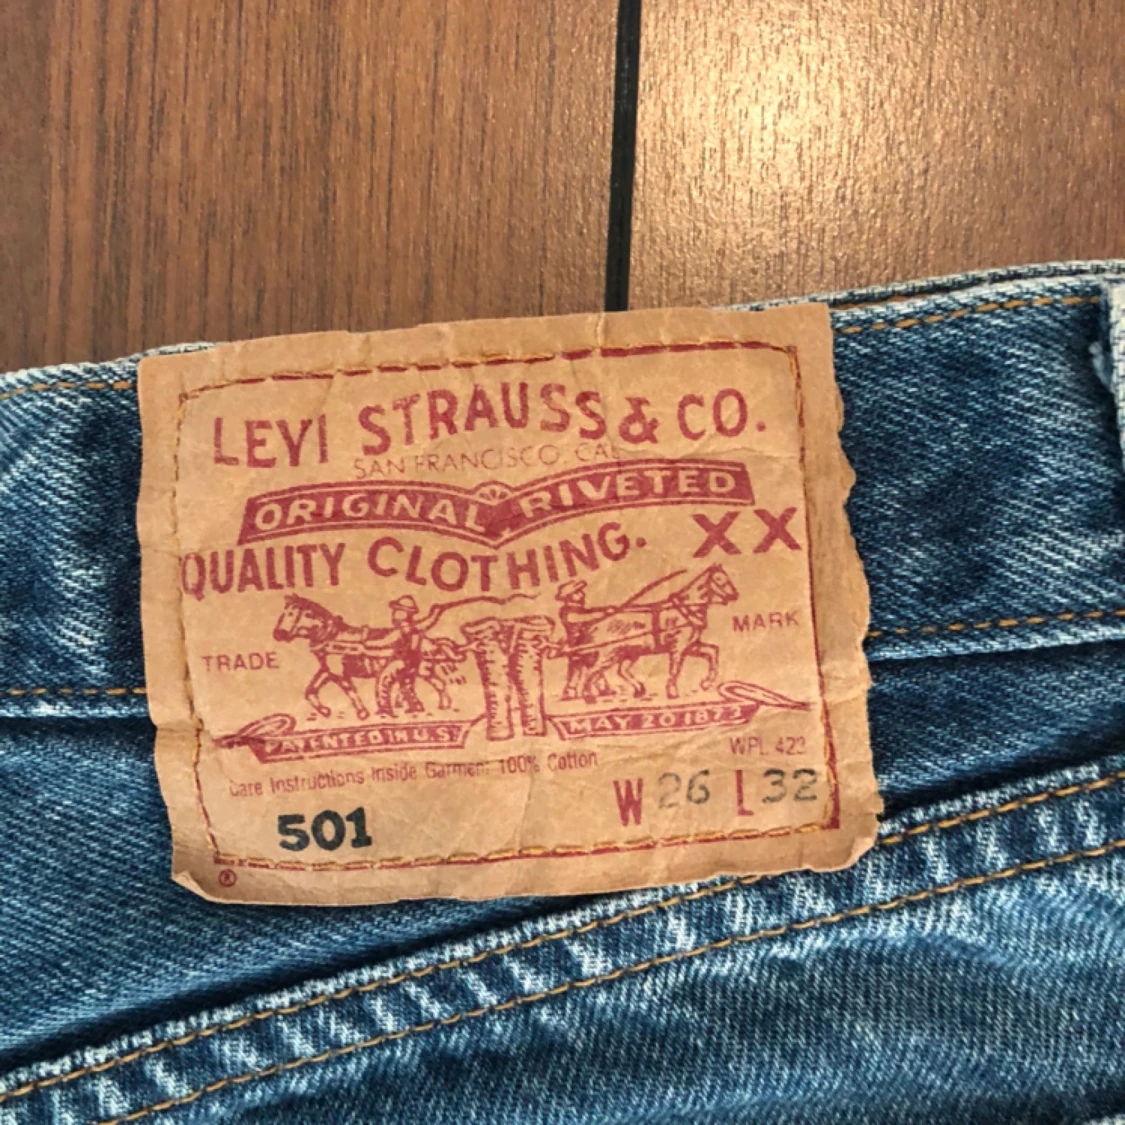 LEVI STRAUSS & CO.
SAN FRANCISCO, CAL
ORIGINAL RIVETED
QUALITY CLOTHING. XX
TRADE MARK
PATENTED IN U.S. MAY 20 1873
WPL 423
Care Instructions Inside Garment 100% Cotton
W 26 L 32
501
®